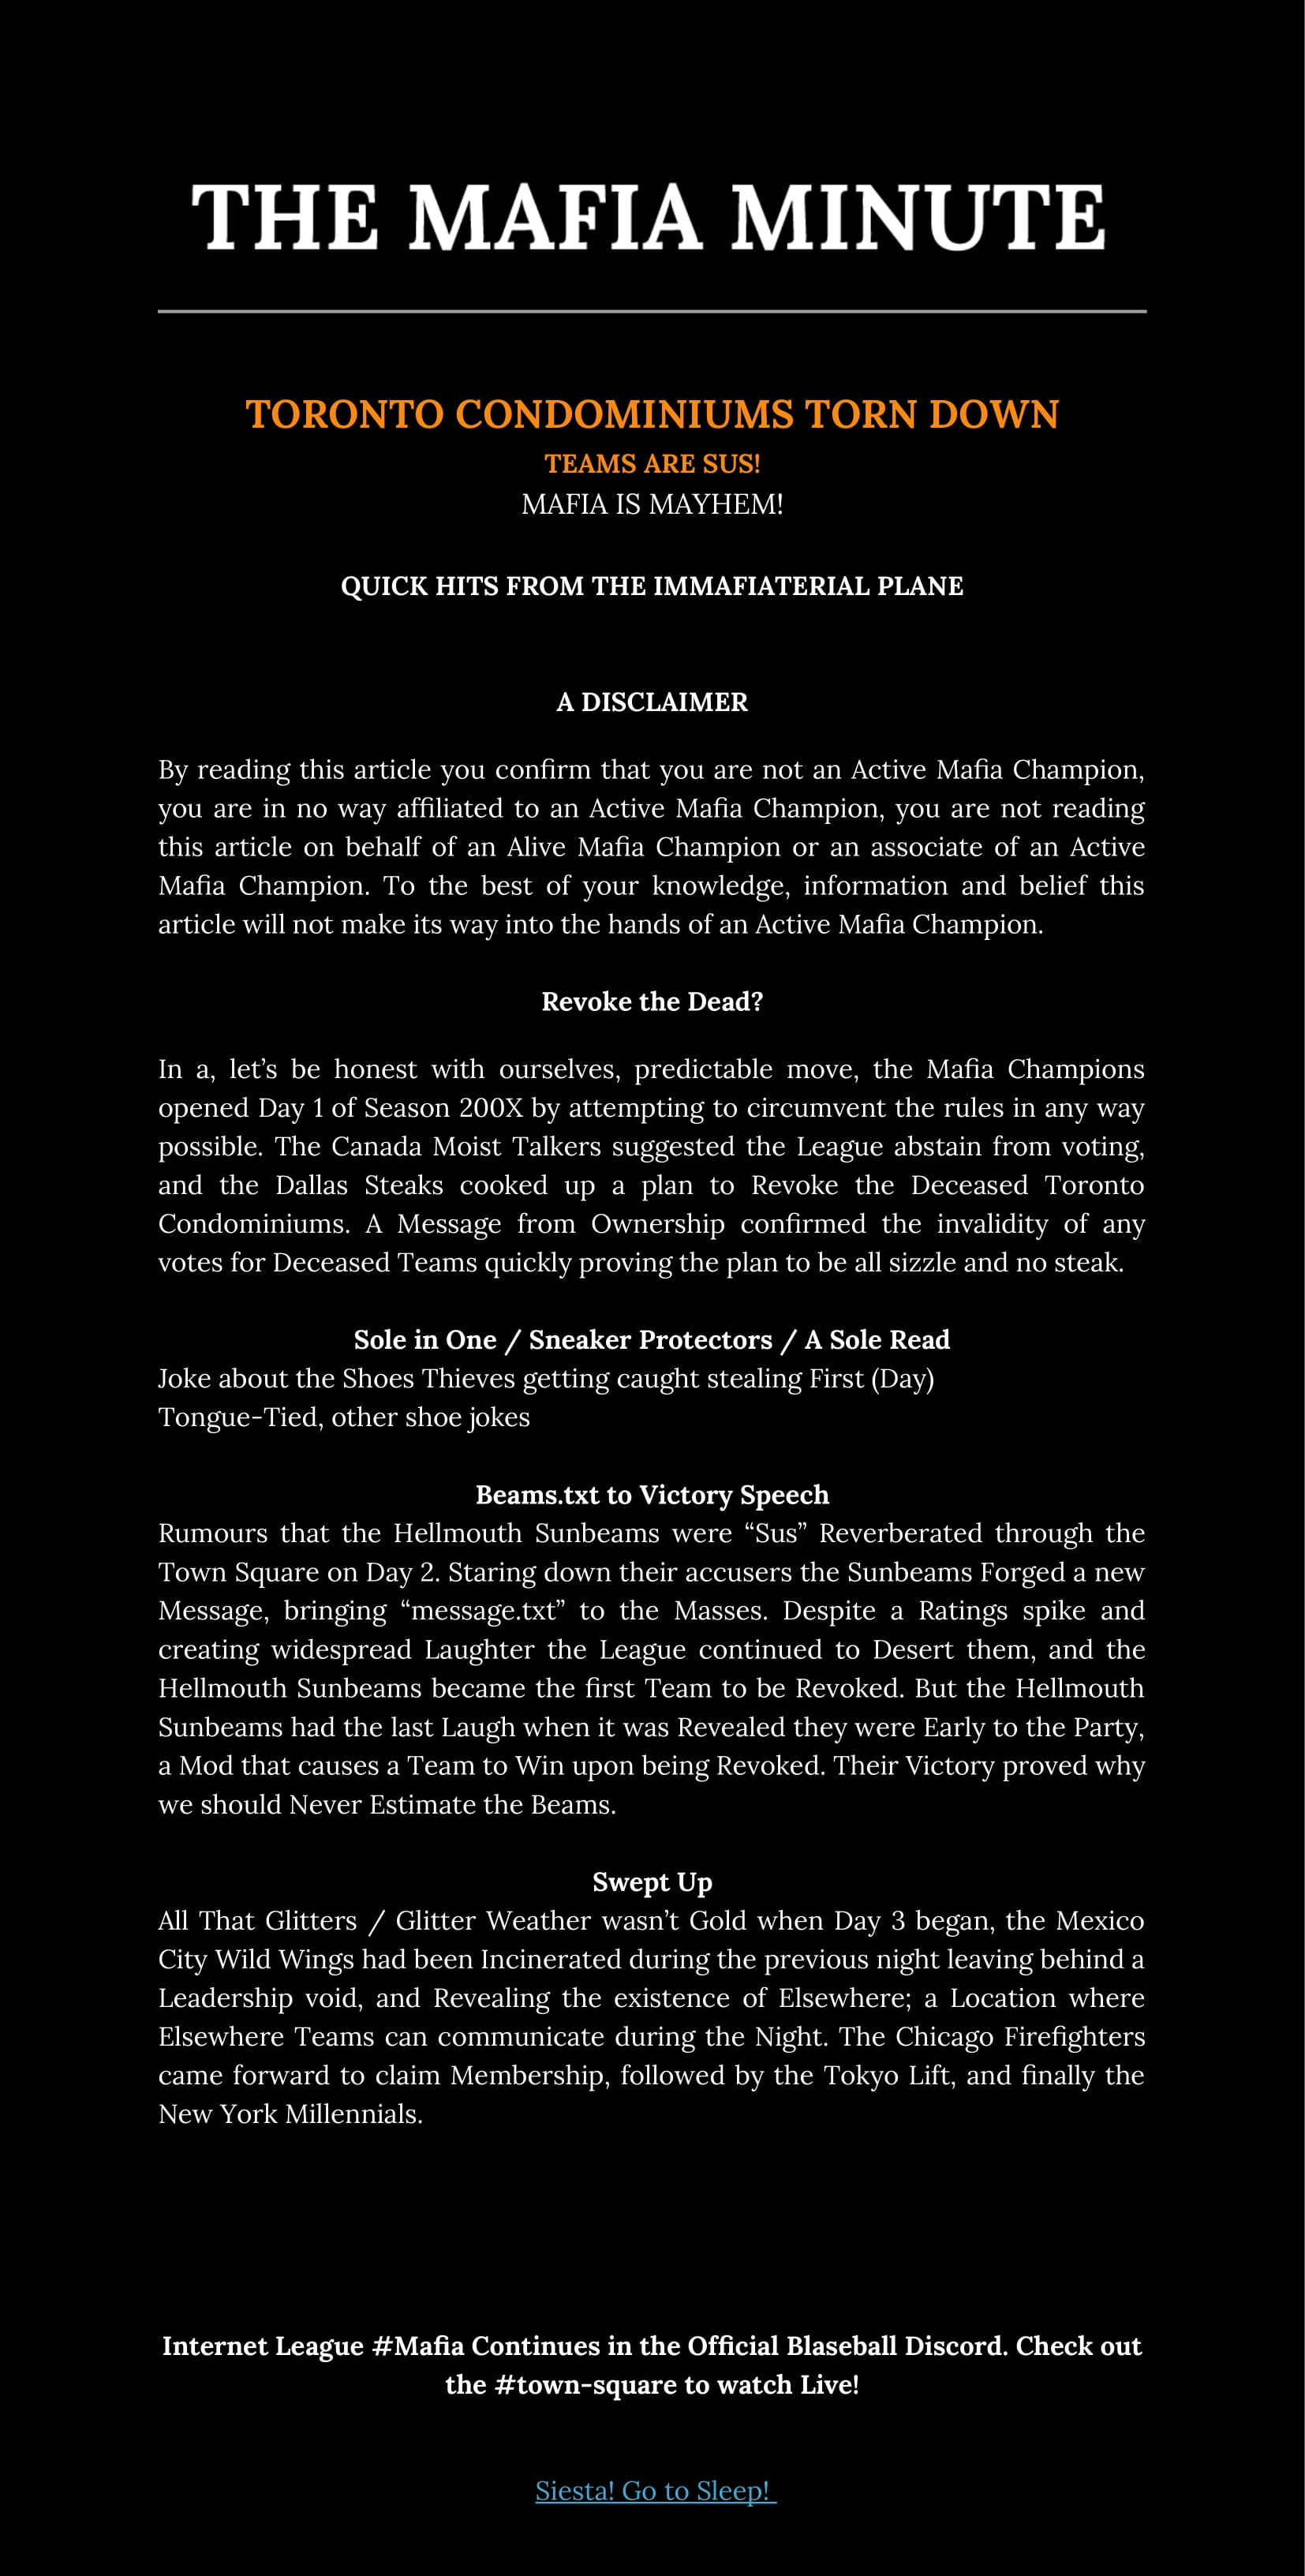 THE MAFIA MINUTE
TORONTO CONDOMINIUMS TORN DOWN
TEAMS ARE SUS!
MAFIA IS MAYHEM!
QUICK HITS FROM THE IMMAFIATERIAL PLANE
A DISCLAIMER
By reading this article you confirm that you are not an Active Mafia Champion,
you are in no way affiliated to an Active Mafia Champion, you are not reading
this article on behalf of an Alive Mafia Champion or an associate of an Active
Mafia Champion. To the best of your knowledge, information and belief this
article will not make its way into the hands of an Active Mafia Champion.
Revoke the Dead?
In a, let’s be honest with ourselves, predictable move, the Mafia Champions
opened Day 1 of Season 200X by attempting to circumvent the rules in any way
possible. The Canada Moist Talkers suggested the League abstain from voting,
and the Dallas Steaks cooked up a plan to Revoke the Deceased Toronto
Condominiums. A Message from Ownership confirmed the invalidity of any
votes for Deceased Teams quickly proving the plan to be all sizzle and no steak.
Sole in One / Sneaker Protectors / A Sole Read
Joke about the Shoes Thieves getting caught stealing First (Day)
Tongue-Tied, other shoe jokes
Beams.txt to Victory Speech
Rumours that the Hellmouth Sunbeams were “Sus” Reverberated through the
Town Square on Day 2. Staring down their accusers the Sunbeams Forged a new
Message, bringing “message.txt” to the Masses. Despite a Ratings spike and
creating widespread Laughter the League continued to Desert them, and the
Hellmouth Sunbeams became the first Team to be Revoked. But the Hellmouth
Sunbeams had the last Laugh when it was Revealed they were Early to the Party,
a Mod that causes a Team to Win upon being Revoked. Their Victory proved why
we should Never Estimate the Beams.
Swept Up
All That Glitters / Glitter Weather wasn’t Gold when Day 3 began, the Mexico
City Wild Wings had been Incinerated during the previous night leaving behind a
Leadership void, and Revealing the existence of Elsewhere; a Location where
Elsewhere Teams can communicate during the Night. The Chicago Firefighters
came forward to claim Membership, followed by the Tokyo Lift, and finally the
New York Millennials.
Internet League #Mafia Continues in the Official Blaseball Discord. Check out
the #town-square to watch Live!
Siesta! Go to Sleep!